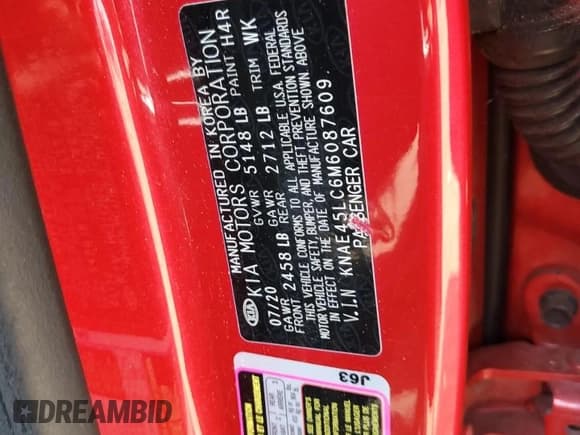 MANUFACTURED IN KOREA BY
KIA MOTORS CORPORATION
07/20 GVWR 5148 LB PAINT H4R
GAWR FRONT 2458 LB GAWR REAR 2712 LB TRIM WK
THIS VEHICLE CONFORMS TO ALL APPLICABLE U.S.A. FEDERAL
MOTOR VEHICLE SAFETY, BUMPER, AND THEFT PREVENTION STANDARDS
IN EFFECT ON THE DATE OF MANUFACTURE SHOWN ABOVE
V.I.N KNAE45LC6M6087609
PASSENGER CAR
KIA
J63
DREAMBID